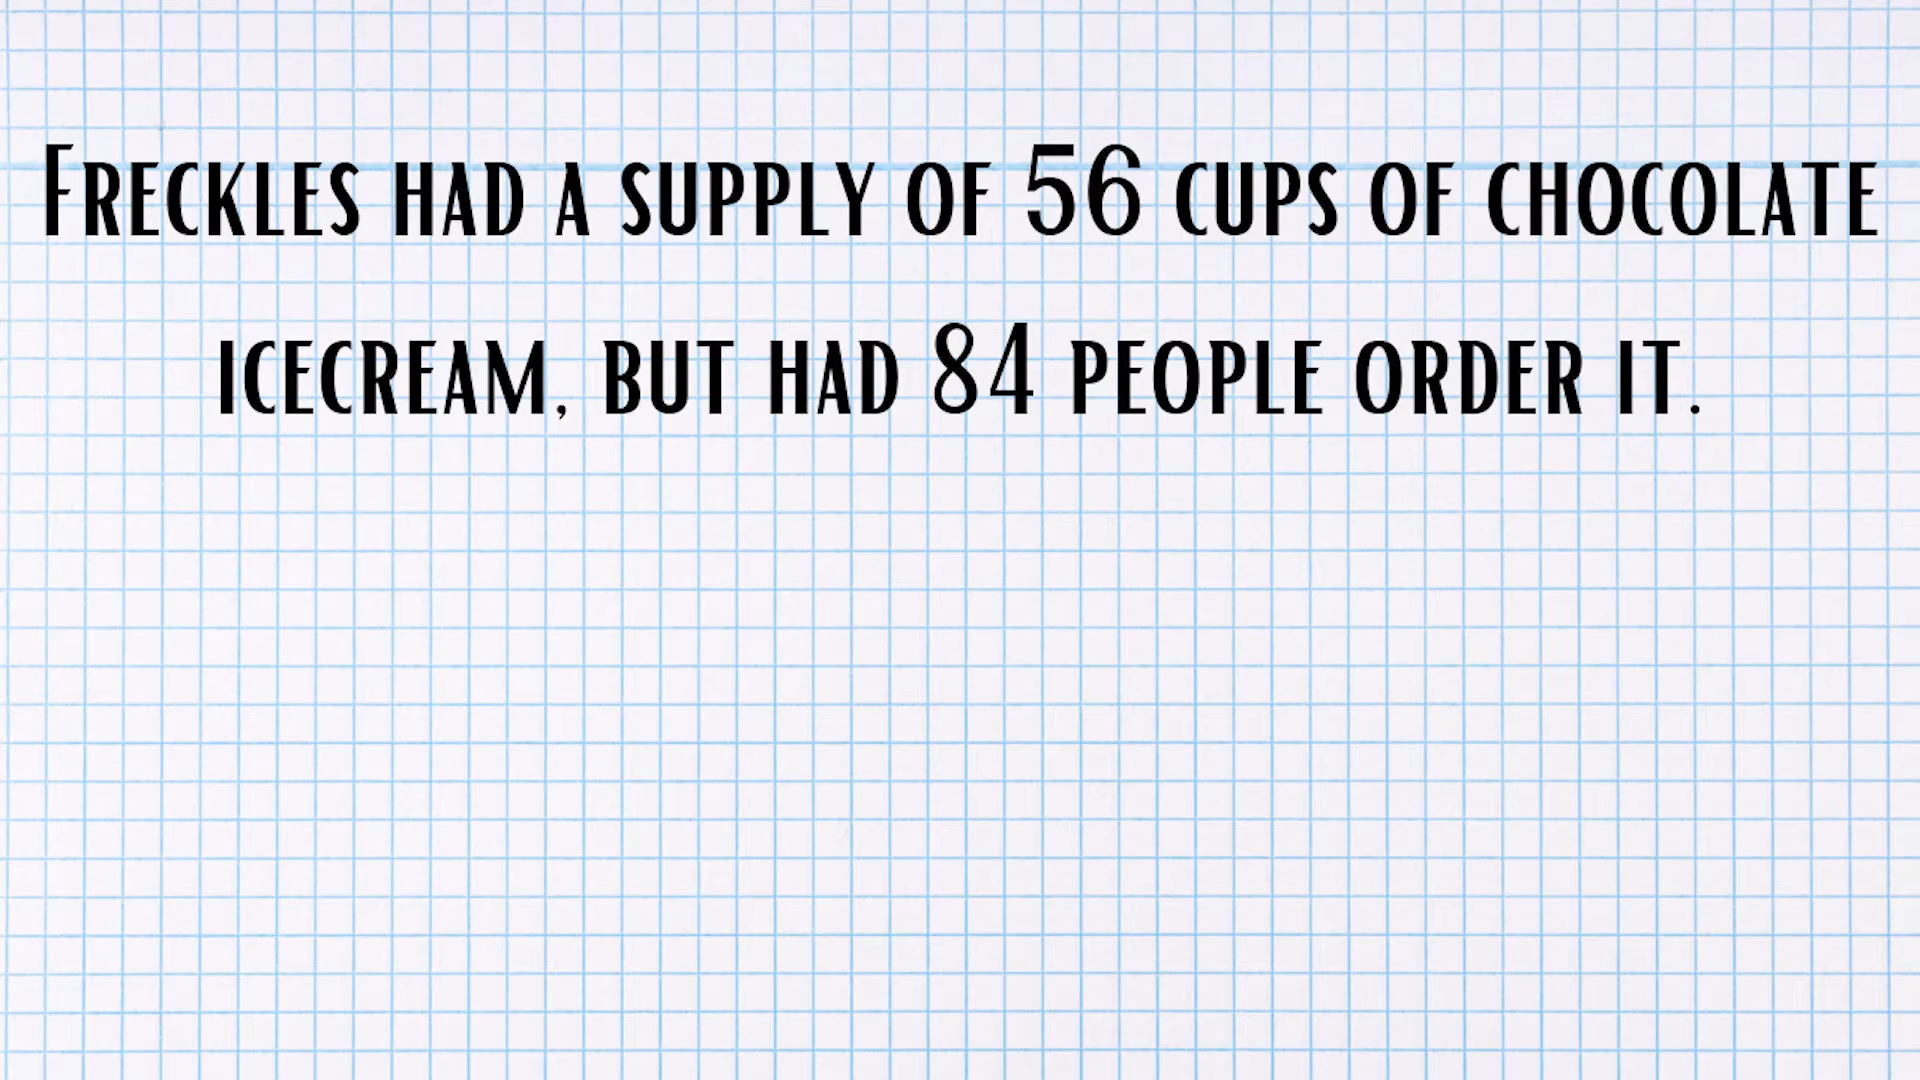 Freckles had a supply of 56 cups of chocolate
icecream, but had 84 people order it.